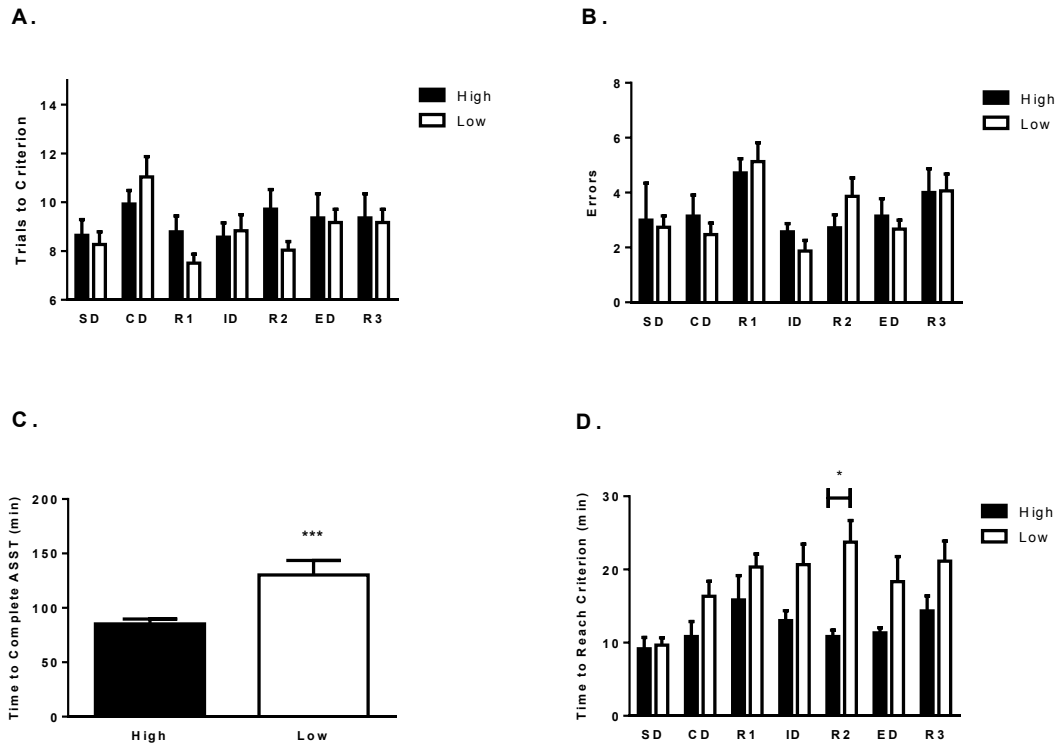 A.
Trials to Criterion
14
12
10
8
6
SD CD R1 ID R2 ED R3
High
Low
B.
Errors
8
6
4
2
0
SD CD R1 ID R2 ED R3
High
Low
C.
Time to Complete ASST (min)
200
150
100
50
0
***
High Low
D.
Time to Reach Criterion (min)
30
20
10
0
*
SD CD R1 ID R2 ED R3
High
Low